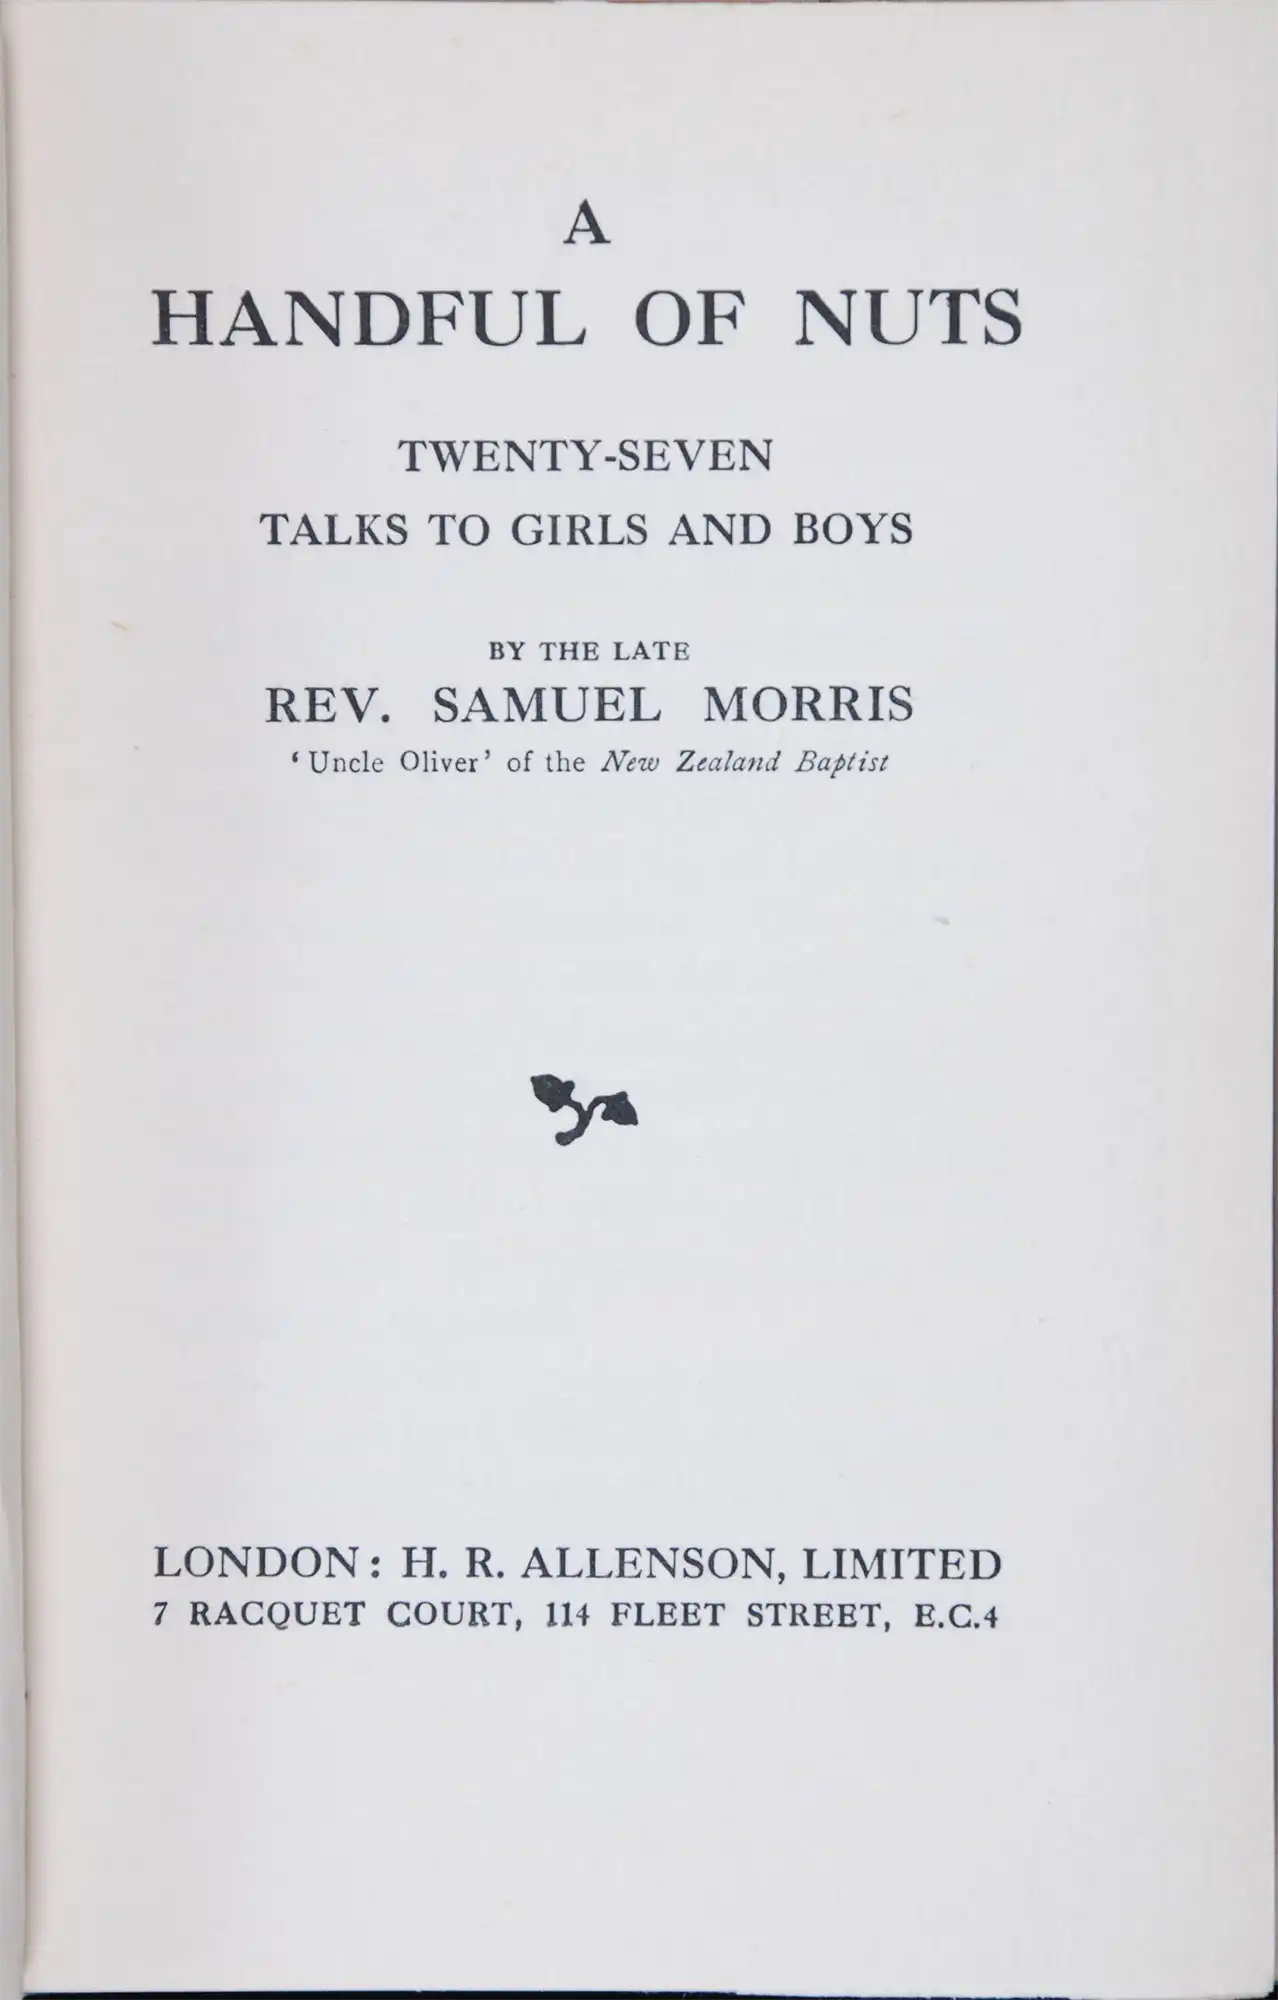 A
HANDFUL OF NUTS
TWENTY-SEVEN
TALKS TO GIRLS AND BOYS
BY THE LATE
REV. SAMUEL MORRIS
‘Uncle Oliver’ of the New Zealand Baptist
LONDON: H. R. ALLENSON, LIMITED
7 RACQUET COURT, 114 FLEET STREET, E.C.4